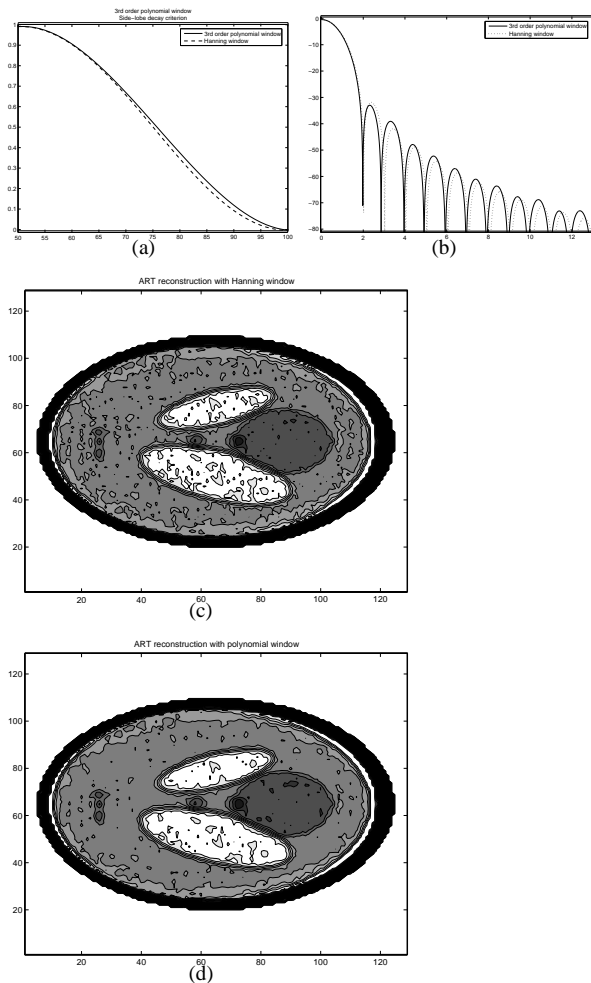 3rd order polynomial window
Side-lobe decay criterion
3rd order polynomial window
Hanning window
1
0.9
0.8
0.7
0.6
0.5
0.4
0.3
0.2
0.1
0
50 55 60 65 70 75 80 85 90 95 100
(a)
3rd order polynomial window
Hanning window
0
-10
-20
-30
-40
-50
-60
-70
-80
0 2 4 6 8 10 12
(b)
ART reconstruction with Hanning window
120
100
80
60
40
20
20 40 60 80 100 120
(c)
ART reconstruction with polynomial window
120
100
80
60
40
20
20 40 60 80 100 120
(d)